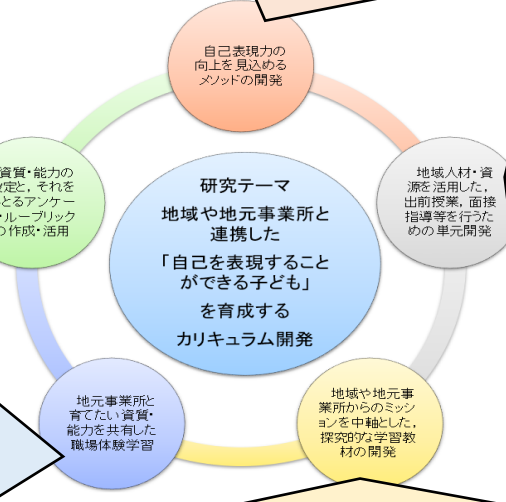 自己表現力の
向上を見込める
メソッドの開発
地域人材・資
源を活用した,
出前授業, 面接
指導等を行うた
めの単元開発
地域や地元事
業所からのミッシ
ョンを中軸とした,
探究的な学習教
材の開発
地元事業所と
育てたい資質・
能力を共有した
職場体験学習
資質・能力の
定と, それを
とるアンケー
・ルーブリック
の作成・活用
研究テーマ
地域や地元事業所と
連携した
「自己を表現すること
ができる子ども」
を育成する
カリキュラム開発